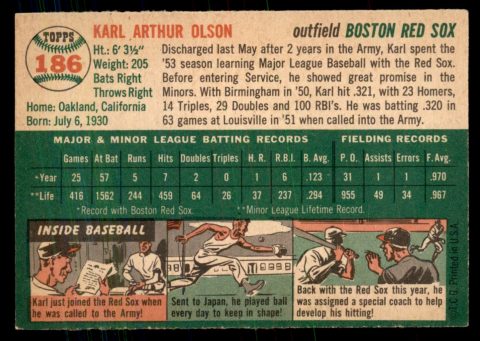 TOPPS
186
KARL ARTHUR OLSON
outfield BOSTON RED SOX
Ht.: 6' 3½"
Weight: 205
Bats Right
Throws Right
Home: Oakland, California
Born: July 6, 1930
Discharged last May after 2 years in the Army, Karl spent the
'53 season learning Major League Baseball with the Red Sox.
Before entering Service, he showed great promise in the
Minors. With Birmingham in '50, Karl hit .321, with 23 Homers,
14 Triples, 29 Doubles and 100 RBI's. He was batting .320 in
63 games at Louisville in '51 when called into the Army.
MAJOR & MINOR LEAGUE BATTING RECORDS FIELDING RECORDS
Games At Bat Runs Hits Doubles Triples H. R. R.B.I. B. Avg. P. O. Assists Errors F. Avg.
*Year 25 57 5 7 2 0 1 6 .123 31 1 1 .970
**Life 416 1562 244 459 64 26 37 237 .294 955 49 34 .967
*Record with Boston Red Sox. **Minor League Lifetime Record.
INSIDE BASEBALL
Karl just joined the Red Sox when
he was called to the Army!
Sent to Japan, he played ball
every day to keep in shape!
Back with the Red Sox this year, he
was assigned a special coach to help
develop his hitting!
T. C. G. Printed in U.S.A.